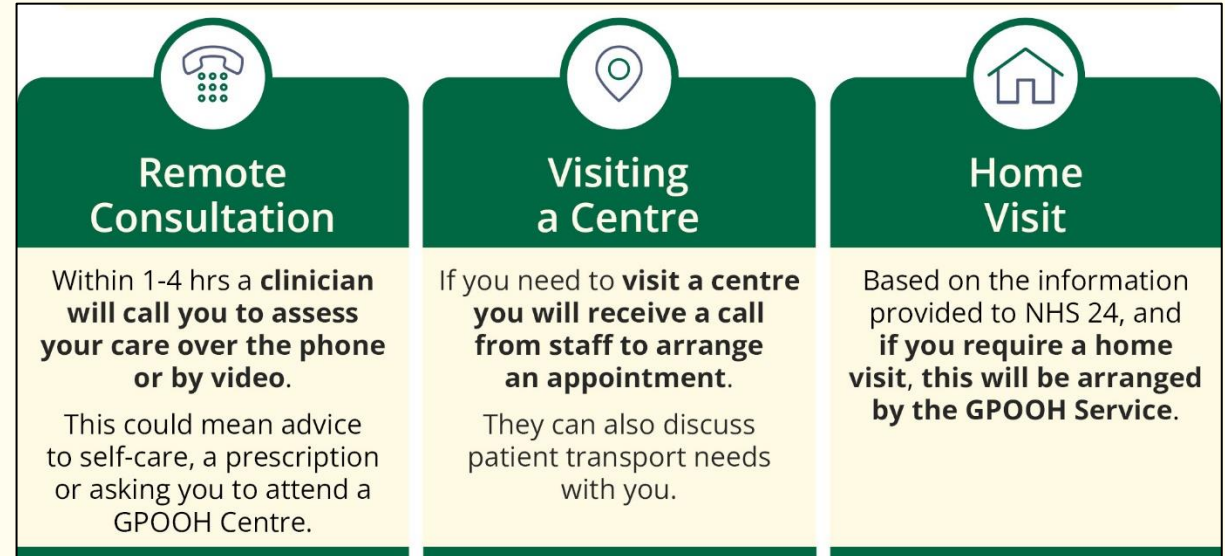 Remote
Consultation
Within 1-4 hrs a clinician
will call you to assess
your care over the phone
or by video.
This could mean advice
to self-care, a prescription
or asking you to attend a
GPOOH Centre.
Visiting
a Centre
If you need to visit a centre
you will receive a call
from staff to arrange
an appointment.
They can also discuss
patient transport needs
with you.
Home
Visit
Based on the information
provided to NHS 24, and
if you require a home
visit, this will be arranged
by the GPOOH Service.